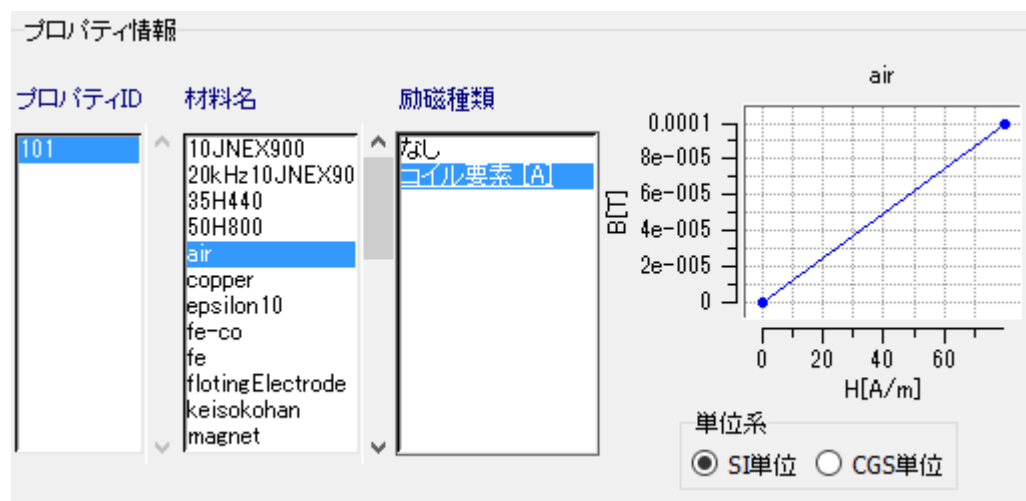 プロパティ情報
プロパティID
材料名
励磁種類
101
10JNEX900
20kHz10JNEX90
35H440
50H800
air
copper
epsilon10
fe-co
fe
flotingElectrode
keisokohan
magnet
なし
コイル要素 [A]
air
0.0001
8e-005
6e-005
4e-005
2e-005
0
B[T]
0 20 40 60
H[A/m]
単位系
SI単位 CGS単位